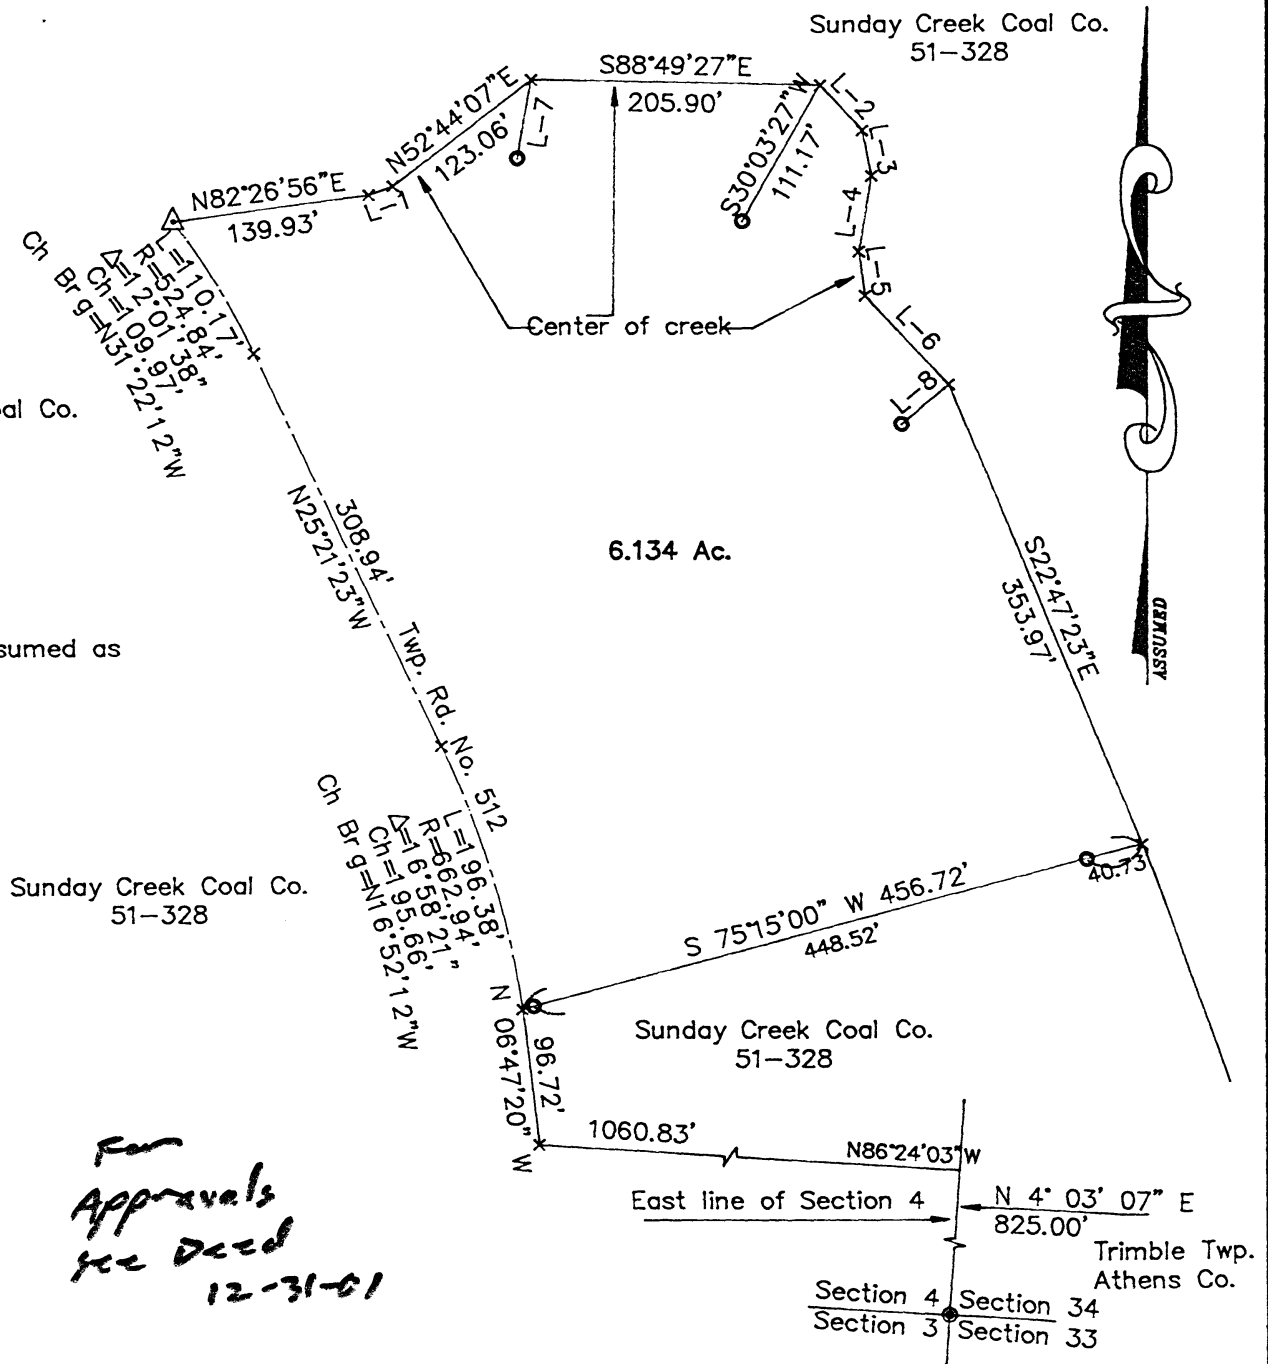 Sunday Creek Coal Co.
51-328
S88°49'27"E
205.90'
N52°44'07"E
123.06'
L-7
S30°03'27"W
111.17'
L-2
L-3
L-4
L-5
L-6
L-8
N82°26'56"E
139.93'
L-1
L=110.17'
R=524.84'
Δ=12°01'38"
Ch=109.97'
Ch Brg=N31°22'12"W
Center of creek
al Co.
308.94'
N25°21'23"W
6.134 Ac.
S22°47'23"E
353.97'
ASSUMED
sumed as
Twp. Rd. No. 512
L=196.38'
R=662.94'
Δ=16°58'21"
Ch=195.66'
Ch Brg=N16°52'12"W
Sunday Creek Coal Co.
51-328
S 75°15'00" W 456.72'
448.52'
40.73
N 06°47'20" W
96.72'
Sunday Creek Coal Co.
51-328
1060.83'
N86°24'03"W
East line of Section 4
N 4° 03' 07" E
825.00'
Trimble Twp.
Athens Co.
Section 4
Section 34
Section 3
Section 33
For
Approvals
see Deed
12-31-01